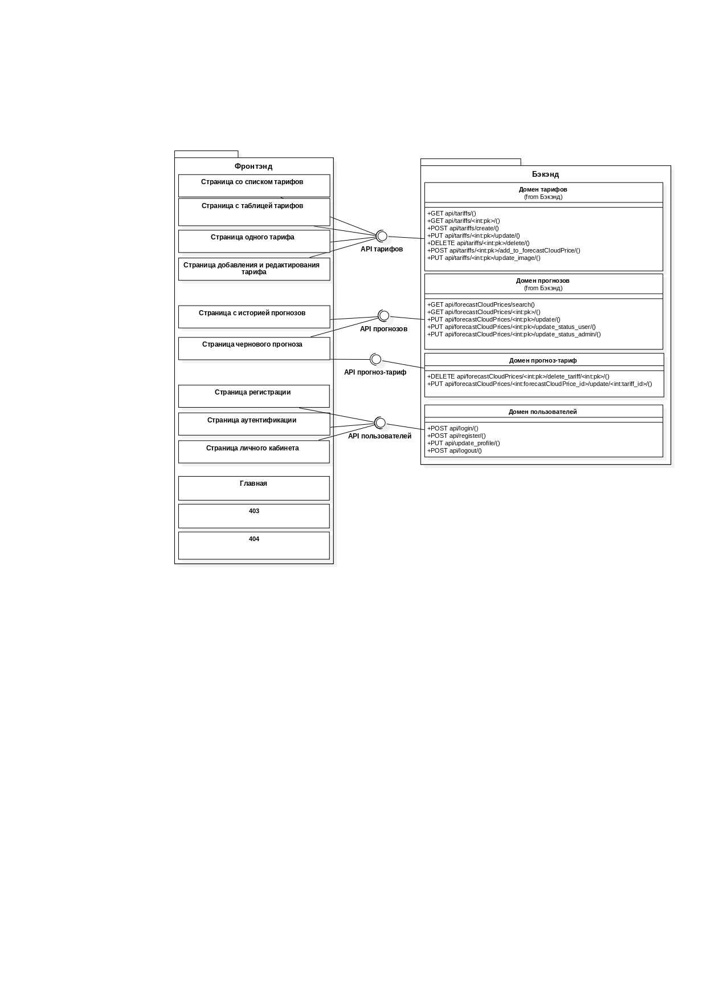 Фронтэнд
Страница со списком тарифов
Страница с таблицей тарифов
Страница одного тарифа
Страница добавления и редактирования
тарифа
Страница с историей прогнозов
Страница чернового прогноза
Страница регистрации
Страница аутентификации
Страница личного кабинета
Главная
403
404
API тарифов
API прогнозов
API прогноз-тариф
API пользователей
Бэкэнд
Домен тарифов
(from Бэкэнд)
+GET api/tariffs/()
+GET api/tariffs/<int:pk>/()
+POST api/tariffs/create/()
+PUT api/tariffs/<int:pk>/update/()
+DELETE api/tariffs/<int:pk>/delete/()
+POST api/tariffs/<int:pk>/add_to_forecastCloudPrice/()
+PUT api/tariffs/<int:pk>/update_image/()
Домен прогнозов
(from Бэкэнд)
+GET api/forecastCloudPrices/search()
+GET api/forecastCloudPrices/<int:pk>/()
+PUT api/forecastCloudPrices/<int:pk>/update/()
+PUT api/forecastCloudPrices/<int:pk>/update_status_user/()
+PUT api/forecastCloudPrices/<int:pk>/update_status_admin/()
Домен прогноз-тариф
+DELETE api/forecastCloudPrices/<int:pk>/delete_tariff/<int:pk>/()
+PUT api/forecastCloudPrices/<int:forecastCloudPrice_id>/update/<int:tariff_id>/()
Домен пользователей
+POST api/login/()
+POST api/register/()
+PUT api/update_profile/()
+POST api/logout/()